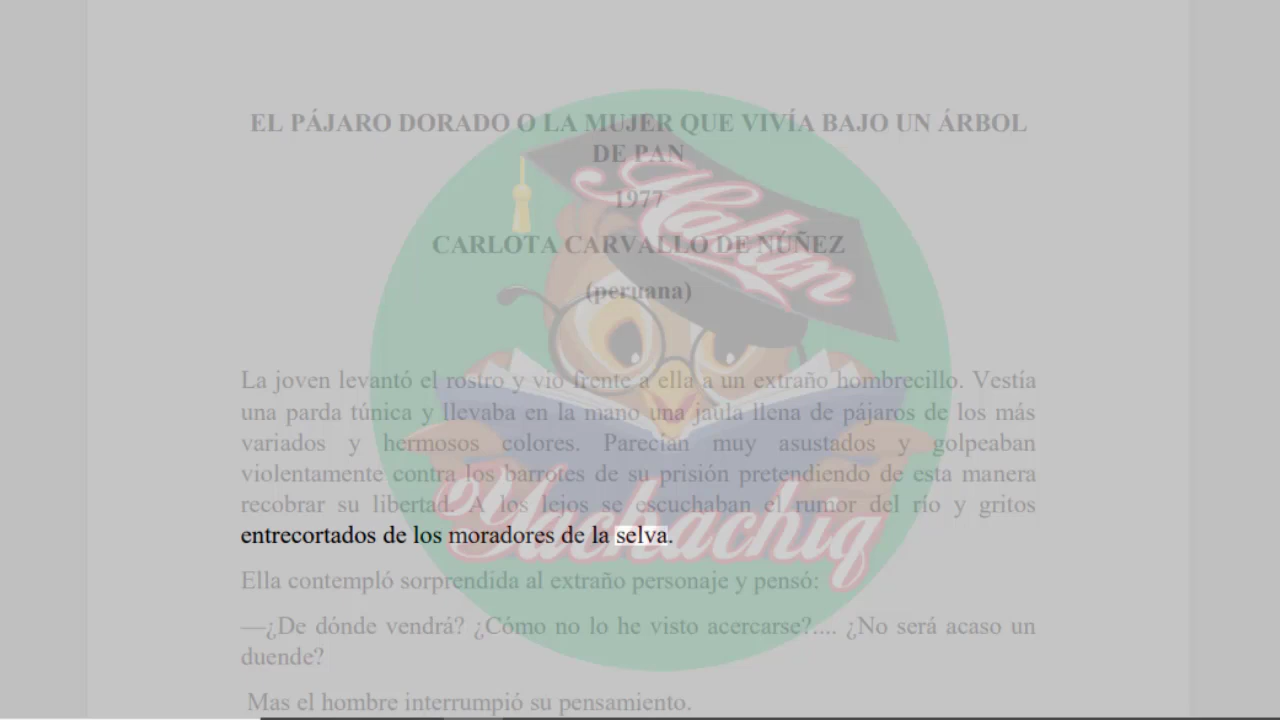 EL PÁJARO DORADO O LA MUJER QUE VIVÍA BAJO UN ÁRBOL
DE PAN
1977
CARLOTA CARVALLO DE NÚÑEZ
(peruana)
Hatun
La joven levantó el rostro y vio frente a ella a un extraño hombrecillo. Vestía
una parda túnica y llevaba en la mano una jaula llena de pájaros de los más
variados y hermosos colores. Parecían muy asustados y golpeaban
violentamente contra los barrotes de su prisión pretendiendo de esta manera
recobrar su libertad. A los lejos se escuchaban el rumor del río y gritos
entrecortados de los moradores de la selva.
Yachachiq
Ella contempló sorprendida al extraño personaje y pensó:
—¿De dónde vendrá? ¿Cómo no lo he visto acercarse?.... ¿No será acaso un
duende?
Mas el hombre interrumpió su pensamiento.